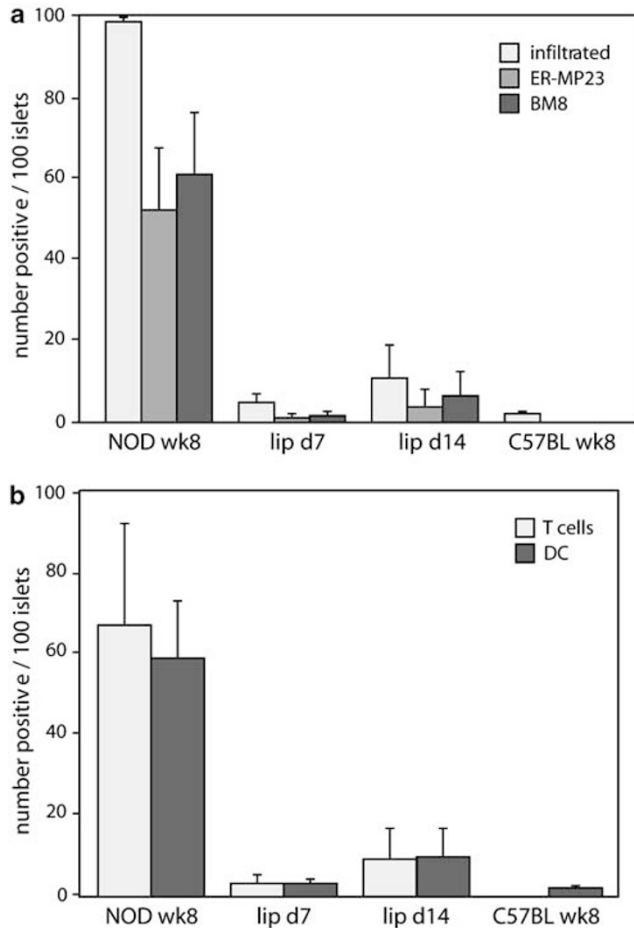 a
number positive / 100 islets
100
80
60
40
20
0
infiltrated
ER-MP23
BM8
NOD wk8 lip d7 lip d14 C57BL wk8
b
number positive / 100 islets
100
80
60
40
20
0
T cells
DC
NOD wk8 lip d7 lip d14 C57BL wk8